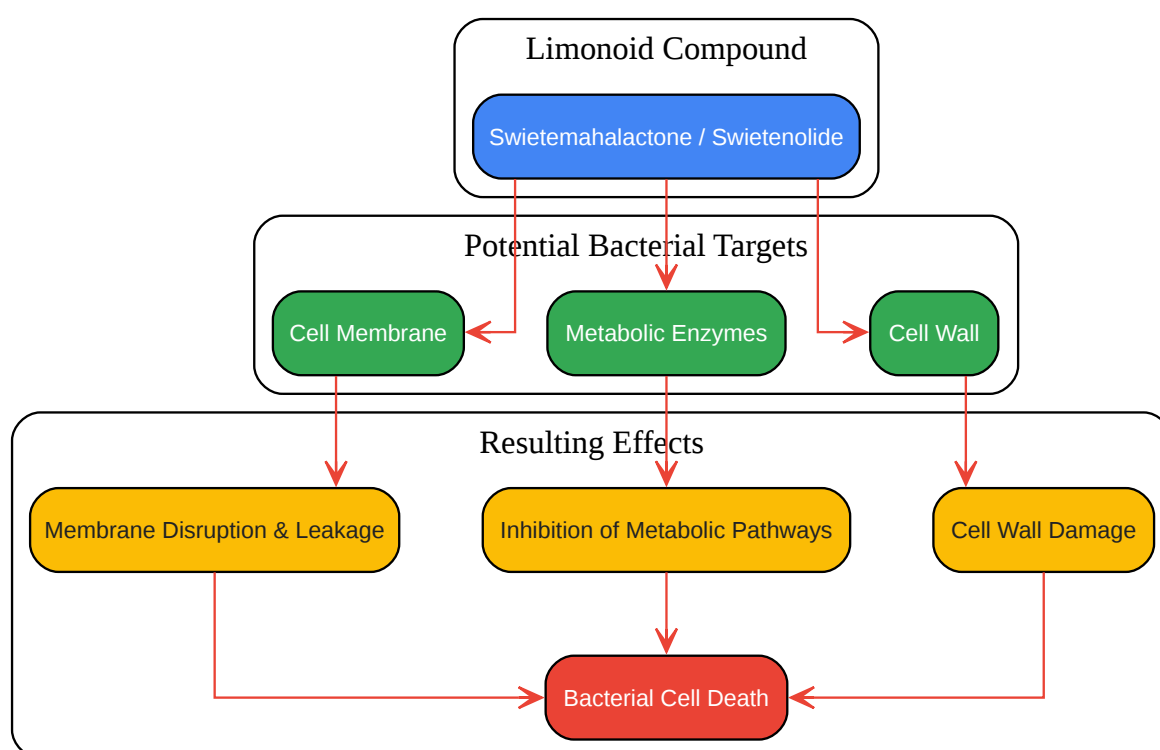 Limonoid Compound
Swietemahalactone / Swietenolide
Potential Bacterial Targets
Cell Membrane
Metabolic Enzymes
Cell Wall
Resulting Effects
Membrane Disruption & Leakage
Inhibition of Metabolic Pathways
Cell Wall Damage
Bacterial Cell Death